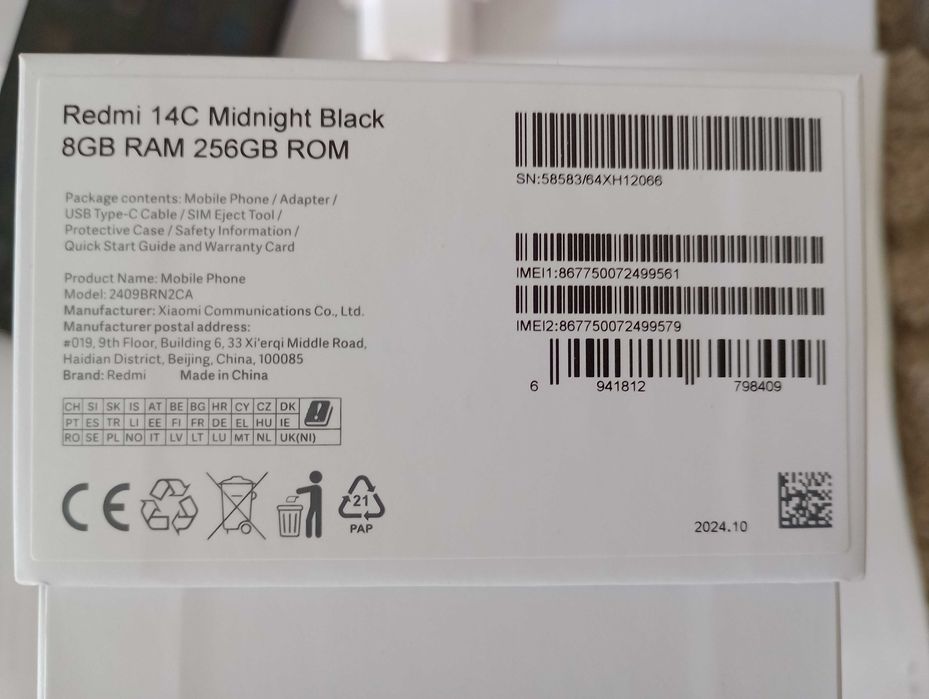 Redmi 14C Midnight Black
8GB RAM 256GB ROM
Package contents: Mobile Phone / Adapter /
USB Type-C Cable / SIM Eject Tool /
Protective Case / Safety Information /
Quick Start Guide and Warranty Card
Product Name: Mobile Phone
Model: 2409BRN2CA
Manufacturer: Xiaomi Communications Co., Ltd.
Manufacturer postal address:
#019, 9th Floor, Building 6, 33 Xi'erqi Middle Road,
Haidian District, Beijing, China, 100085
Brand: Redmi Made in China
CH SI SK IS AT BE BG HR CY CZ DK
PT ES TR LI EE FI FR DE EL HU IE
RO SE PL NO IT LV LT LU MT NL UK(NI)
CE
21
PAP
SN:58583/64XH12066
IMEI1:867750072499561
IMEI2:867750072499579
6 941812 798409
2024.10